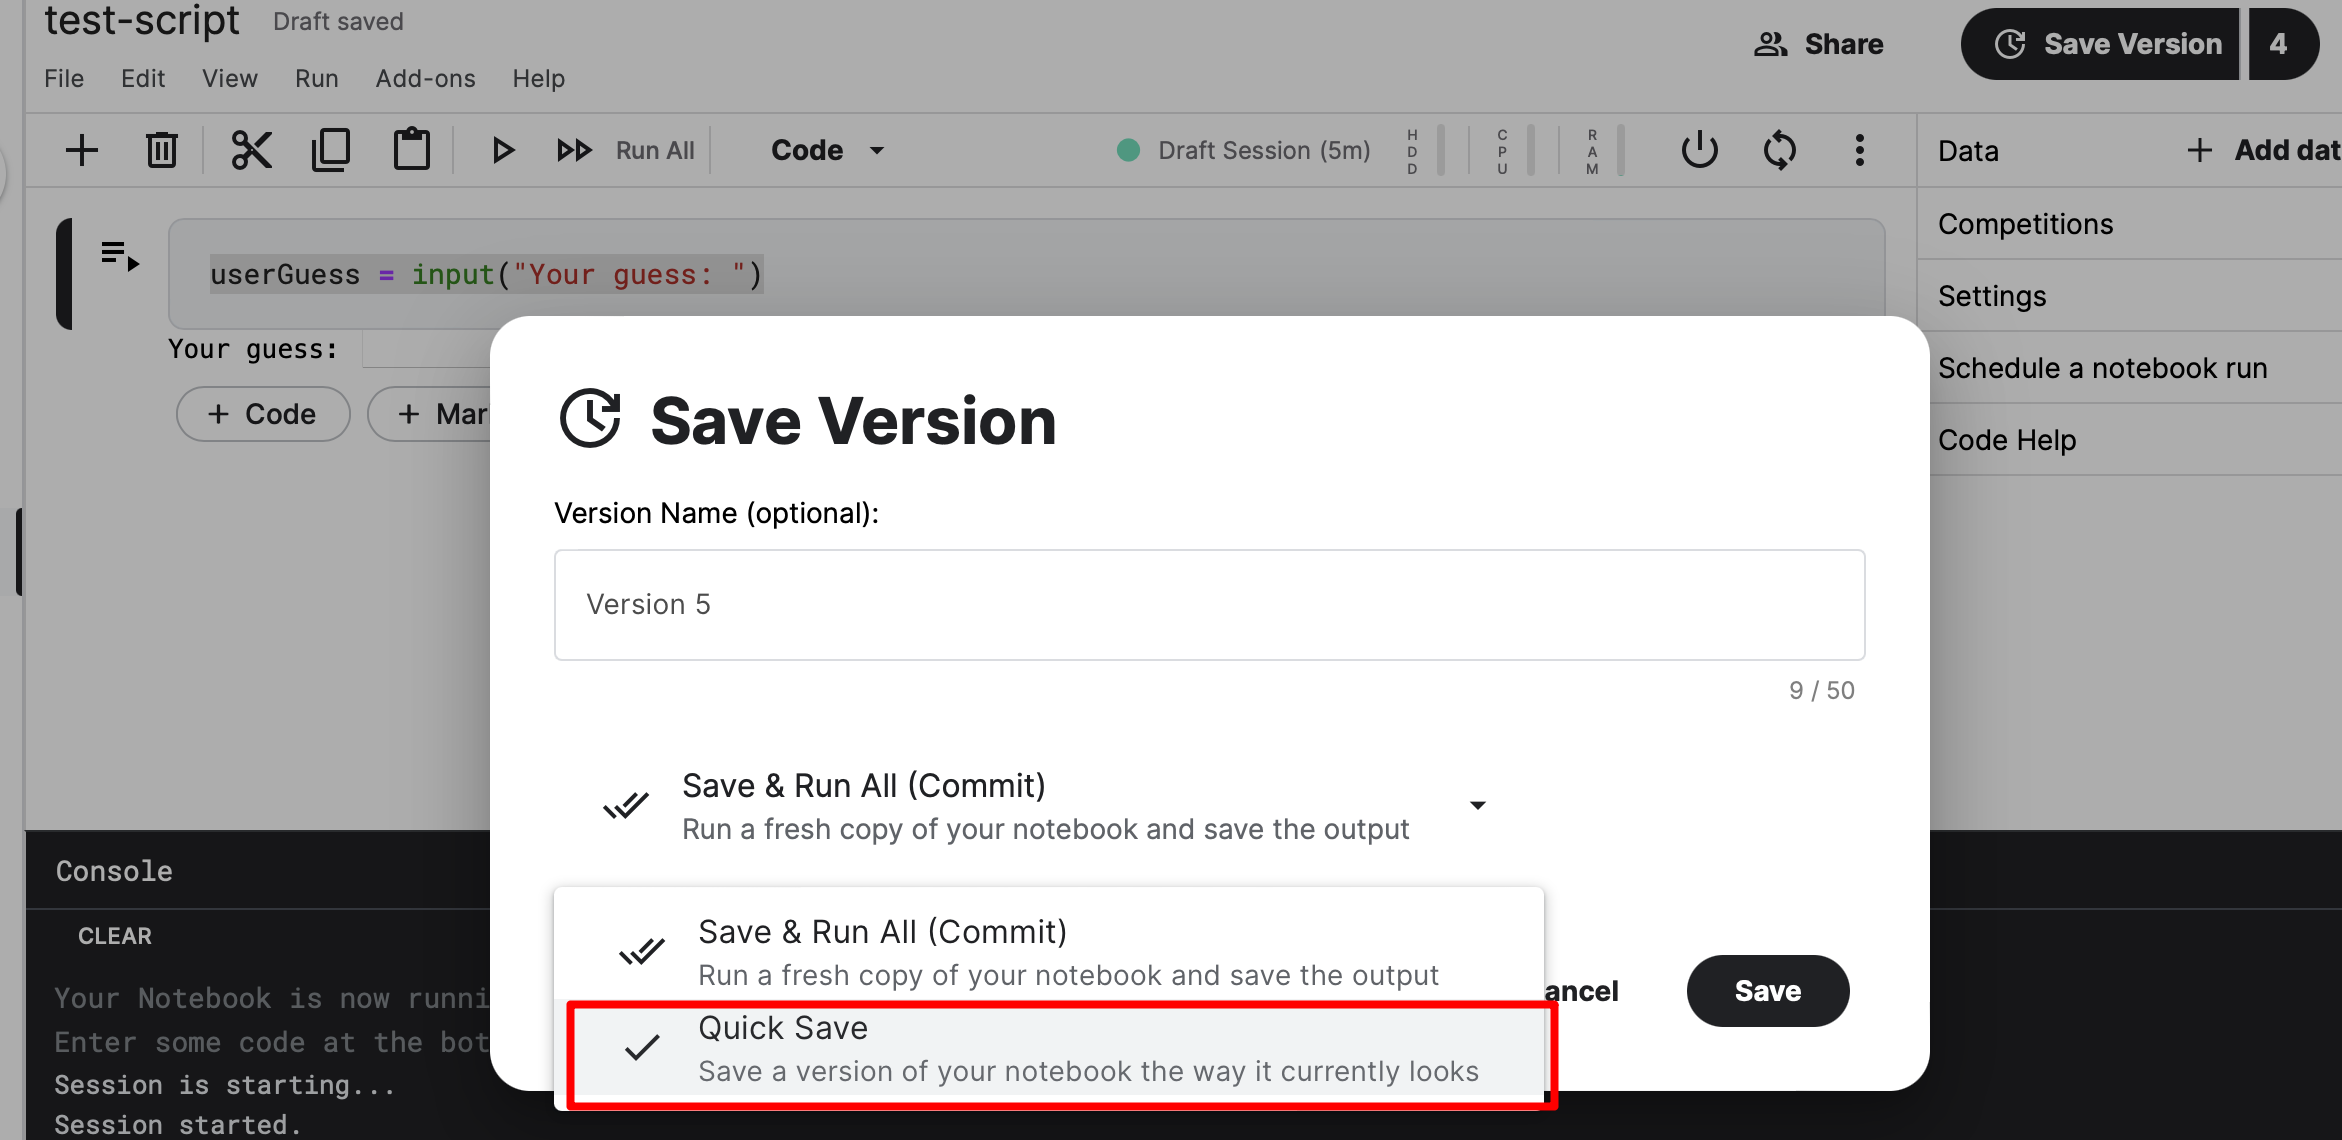 test-script Draft saved
File Edit View Run Add-ons Help
Share
Save Version 4
Run All
Code
Draft Session (5m)
HDD
CPU
RAM
Data
Add dat
Competitions
Settings
Schedule a notebook run
Code Help
userGuess = input("Your guess: ")
Your guess:
+ Code
+ Mar
Save Version
Version Name (optional):
Version 5
9 / 50
Save & Run All (Commit)
Run a fresh copy of your notebook and save the output
Save & Run All (Commit)
Run a fresh copy of your notebook and save the output
Quick Save
Save a version of your notebook the way it currently looks
ancel
Save
Console
CLEAR
Your Notebook is now runni
Enter some code at the bot
Session is starting...
Session started.